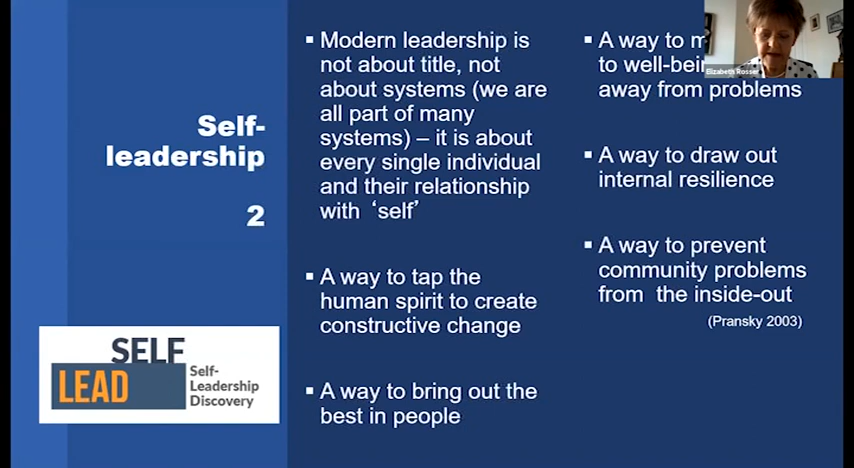 Self-
leadership
2
▪ Modern leadership is
not about title, not
about systems (we are
all part of many
systems) – it is about
every single individual
and their relationship
with ‘self’
▪ A way to tap the
human spirit to create
constructive change
▪ A way to bring out the
best in people
▪ A way to
to
away from problems
▪ A way to draw out
internal resilience
▪ A way to prevent
community problems
from the inside-out
(Pransky 2003)
Elizabeth
SELF
LEAD
Self-
Leadership
Discovery